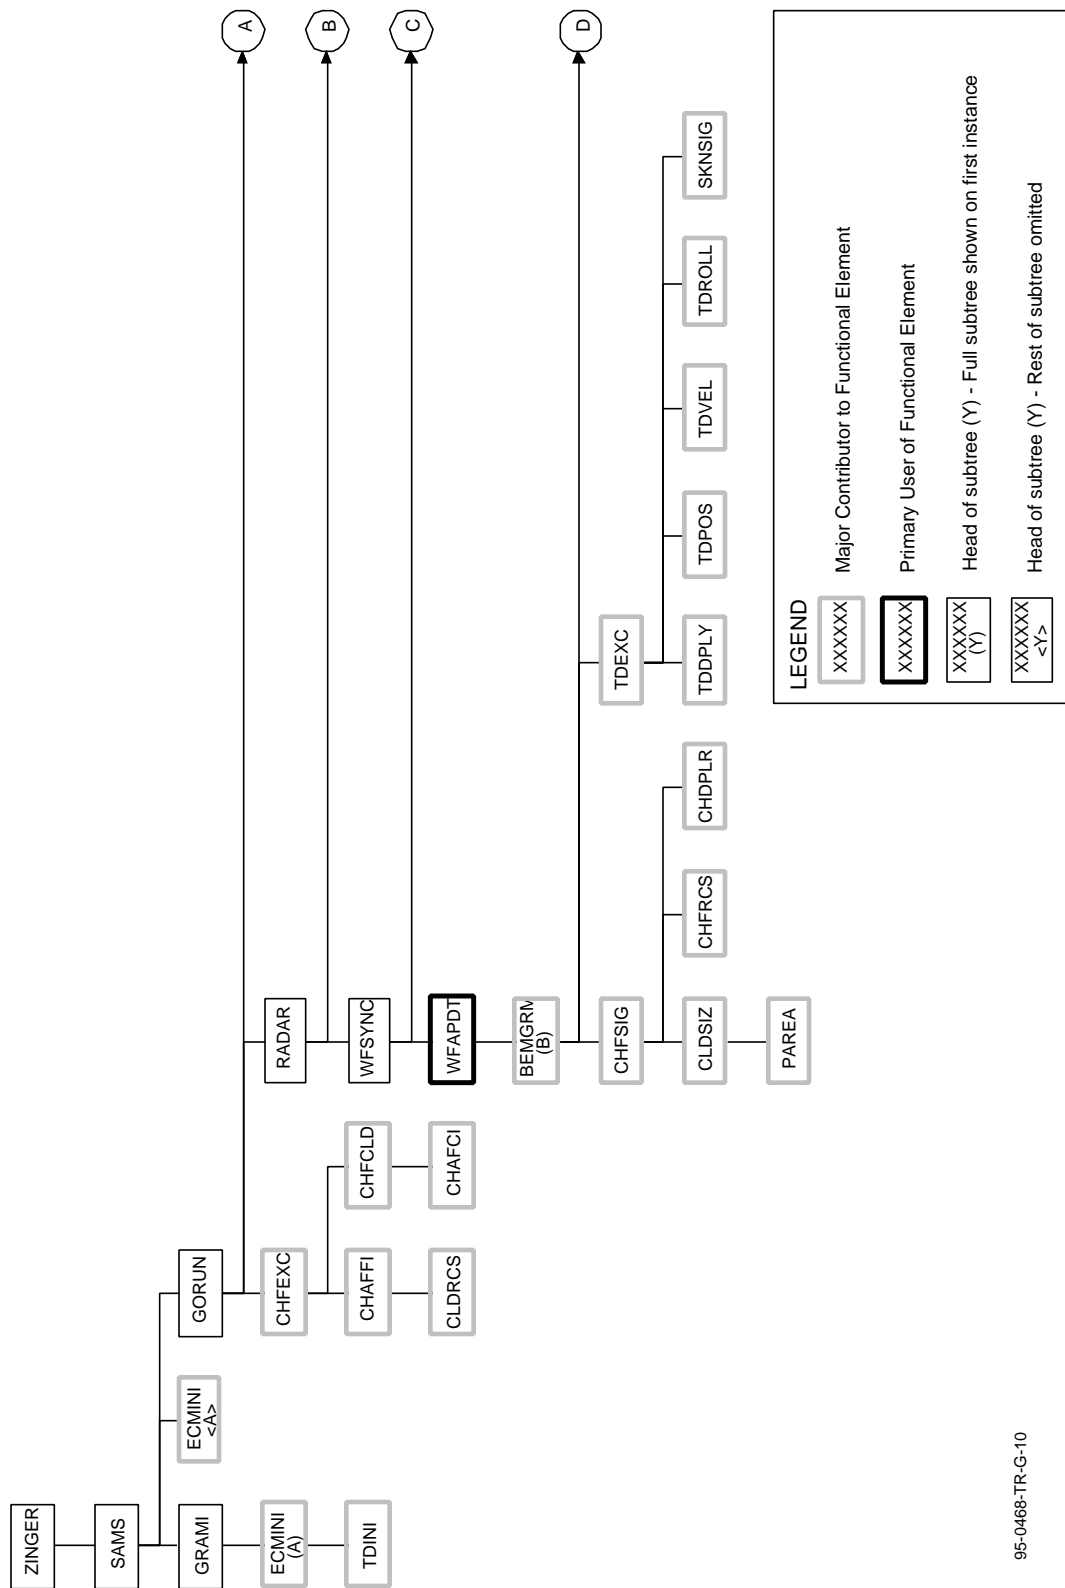 ZINGER
SAMS
GRAMI
ECMINI
<A>
GORUN
A
ECMINI
(A)
CHFEXC
RADAR
B
TDINI
CHAFFI
CHFCLD
WFSYNC
C
CLDRCS
CHAFCI
WFAPDT
BEMGRM
(B)
D
CHFSIG
TDEXC
CLDSIZ
CHFRCS
CHDPLR
TDDPLY
TDPOS
TDVEL
TDROLL
SKNSIG
PAREA
LEGEND
XXXXXX
Major Contributor to Functional Element
XXXXXX
Primary User of Functional Element
XXXXXX
(Y)
Head of subtree (Y) - Full subtree shown on first instance
XXXXXX
<Y>
Head of subtree (Y) - Rest of subtree omitted
95-0468-TR-G-10